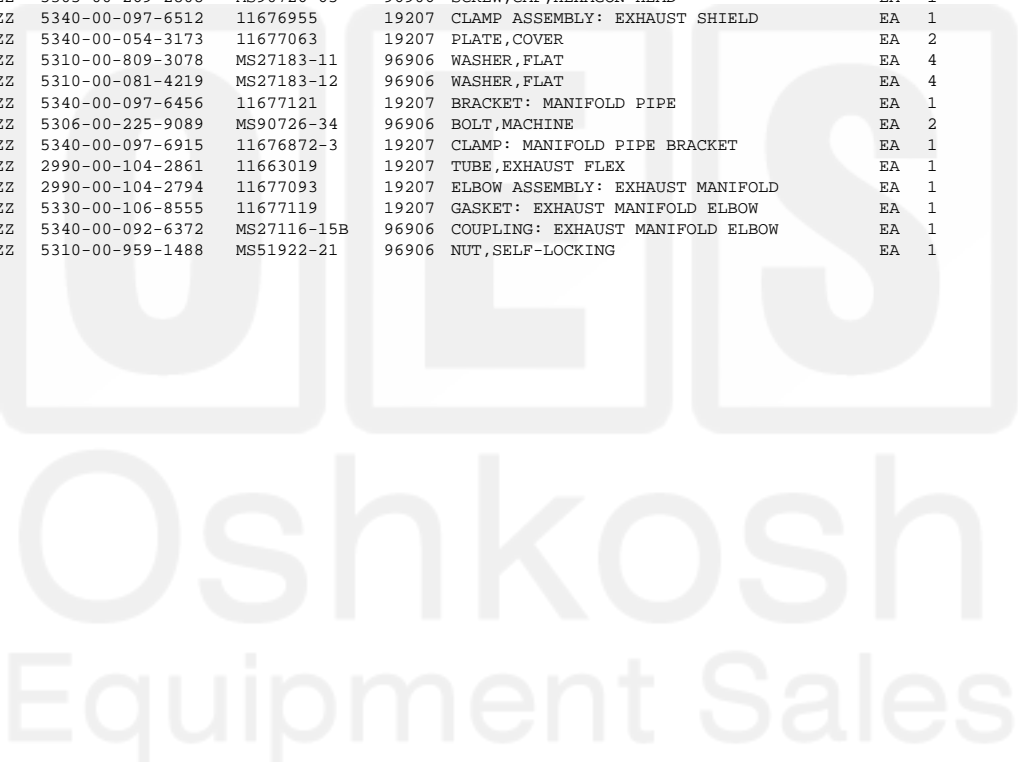 ZZ 5340-00-097-6512 11676955 19207 CLAMP ASSEMBLY: EXHAUST SHIELD EA 1
ZZ 5340-00-054-3173 11677063 19207 PLATE,COVER EA 2
ZZ 5310-00-809-3078 MS27183-11 96906 WASHER,FLAT EA 4
ZZ 5310-00-081-4219 MS27183-12 96906 WASHER,FLAT EA 4
ZZ 5340-00-097-6456 11677121 19207 BRACKET: MANIFOLD PIPE EA 1
ZZ 5306-00-225-9089 MS90726-34 96906 BOLT,MACHINE EA 2
ZZ 5340-00-097-6915 11676872-3 19207 CLAMP: MANIFOLD PIPE BRACKET EA 1
ZZ 2990-00-104-2861 11663019 19207 TUBE,EXHAUST FLEX EA 1
ZZ 2990-00-104-2794 11677093 19207 ELBOW ASSEMBLY: EXHAUST MANIFOLD EA 1
ZZ 5330-00-106-8555 11677119 19207 GASKET: EXHAUST MANIFOLD ELBOW EA 1
ZZ 5340-00-092-6372 MS27116-15B 96906 COUPLING: EXHAUST MANIFOLD ELBOW EA 1
ZZ 5310-00-959-1488 MS51922-21 96906 NUT,SELF-LOCKING EA 1
OES
Oshkosh
Equipment Sales